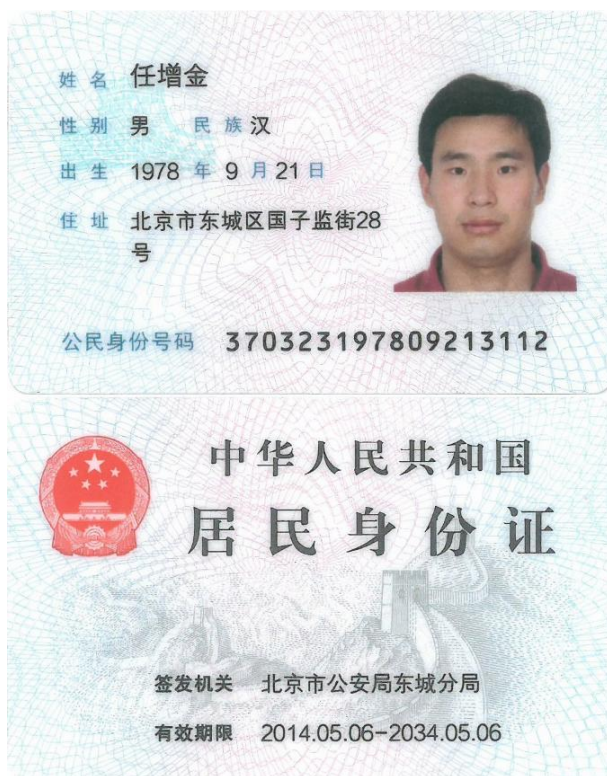 姓名 任增金
性别 男 民族 汉
出生 1978 年 9 月 21 日
住址 北京市东城区国子监街28
号
公民身份号码 370323197809213112
中华人民共和国
居民身份证
签发机关 北京市公安局东城分局
有效期限 2014.05.06-2034.05.06